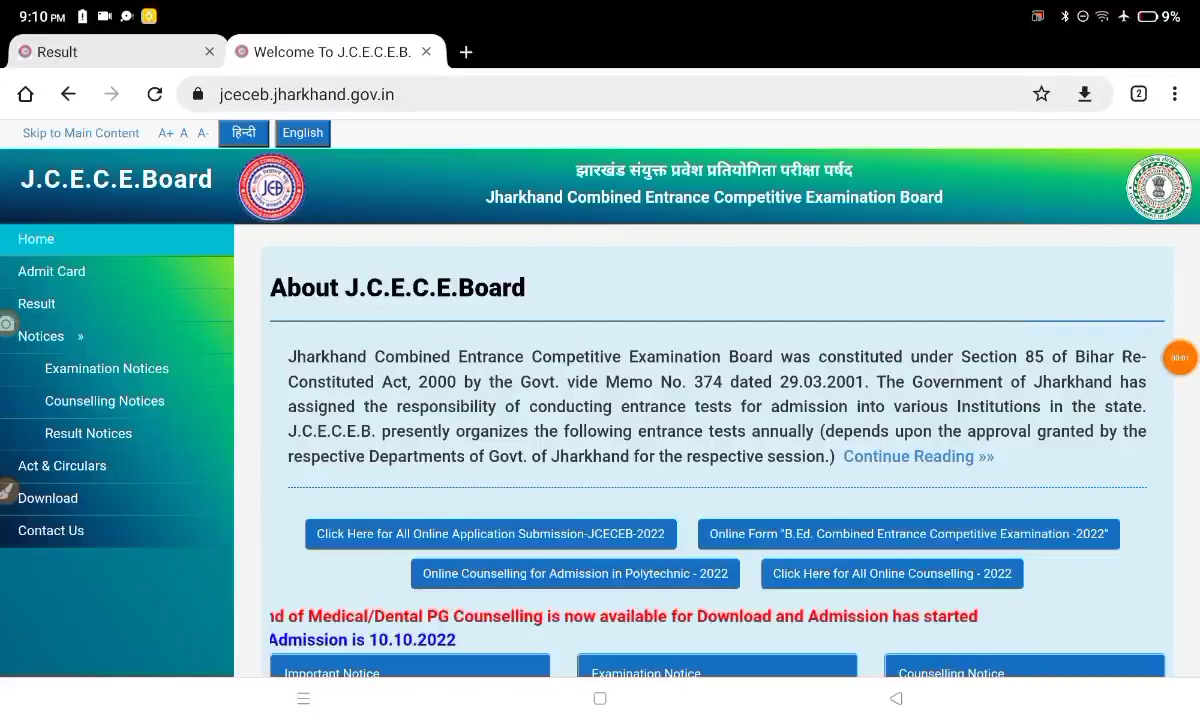 9:10 PM
9%
Result
Welcome To J.C.E.C.E.B.
jceceb.jharkhand.gov.in
2
Skip to Main Content A+ A A- हिन्दी English
J.C.E.C.E.Board
JEB
झारखंड संयुक्त प्रवेश प्रतियोगिता परीक्षा पर्षद
Jharkhand Combined Entrance Competitive Examination Board
Home
Admit Card
Result
Notices »
Examination Notices
Counselling Notices
Result Notices
Act & Circulars
Download
Contact Us
About J.C.E.C.E.Board
Jharkhand Combined Entrance Competitive Examination Board was constituted under Section 85 of Bihar Re-
Constituted Act, 2000 by the Govt. vide Memo No. 374 dated 29.03.2001. The Government of Jharkhand has
assigned the responsibility of conducting entrance tests for admission into various Institutions in the state.
J.C.E.C.E.B. presently organizes the following entrance tests annually (depends upon the approval granted by the
respective Departments of Govt. of Jharkhand for the respective session.) Continue Reading »»
00:01
Click Here for All Online Application Submission-JCECEB-2022
Online Form "B.Ed. Combined Entrance Competitive Examination -2022"
Online Counselling for Admission in Polytechnic - 2022
Click Here for All Online Counselling - 2022
nd of Medical/Dental PG Counselling is now available for Download and Admission has started
Admission is 10.10.2022
Important Notice
Examination Notice
Counselling Notice